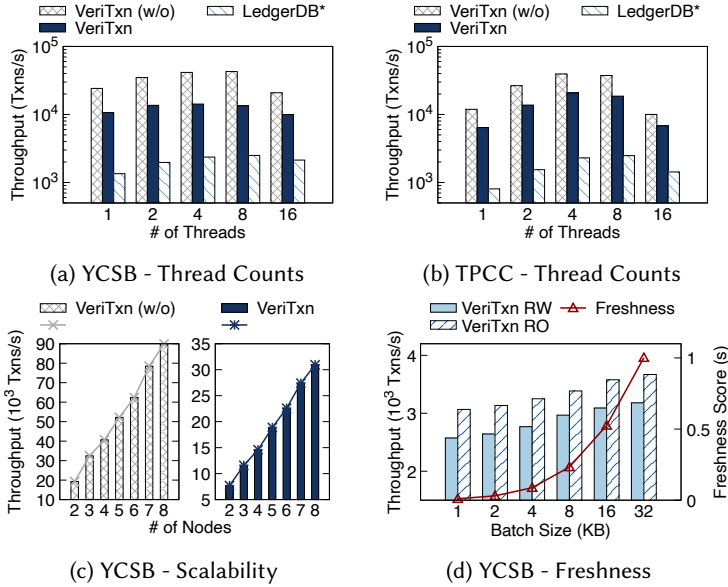 VeriTxn (w/o) LedgerDB*
VeriTxn
10^5
10^4
10^3
Throughput (Txns/s)
1 2 4 8 16
# of Threads
(a) YCSB - Thread Counts
VeriTxn (w/o) LedgerDB*
VeriTxn
10^5
10^4
10^3
Throughput (Txns/s)
1 2 4 8 16
# of Threads
(b) TPCC - Thread Counts
VeriTxn (w/o) VeriTxn
Throughput (10^3 Txns/s)
90
80
70
60
50
40
30
20
10
2 3 4 5 6 7 8
35
30
25
20
15
10
5
2 3 4 5 6 7 8
# of Nodes
(c) YCSB - Scalability
VeriTxn RW Freshness
VeriTxn RO
Throughput (10^3 Txns/s)
4
3
2
1
0.5
0
Freshness Score (s)
1 2 4 8 16 32
Batch Size (KB)
(d) YCSB - Freshness